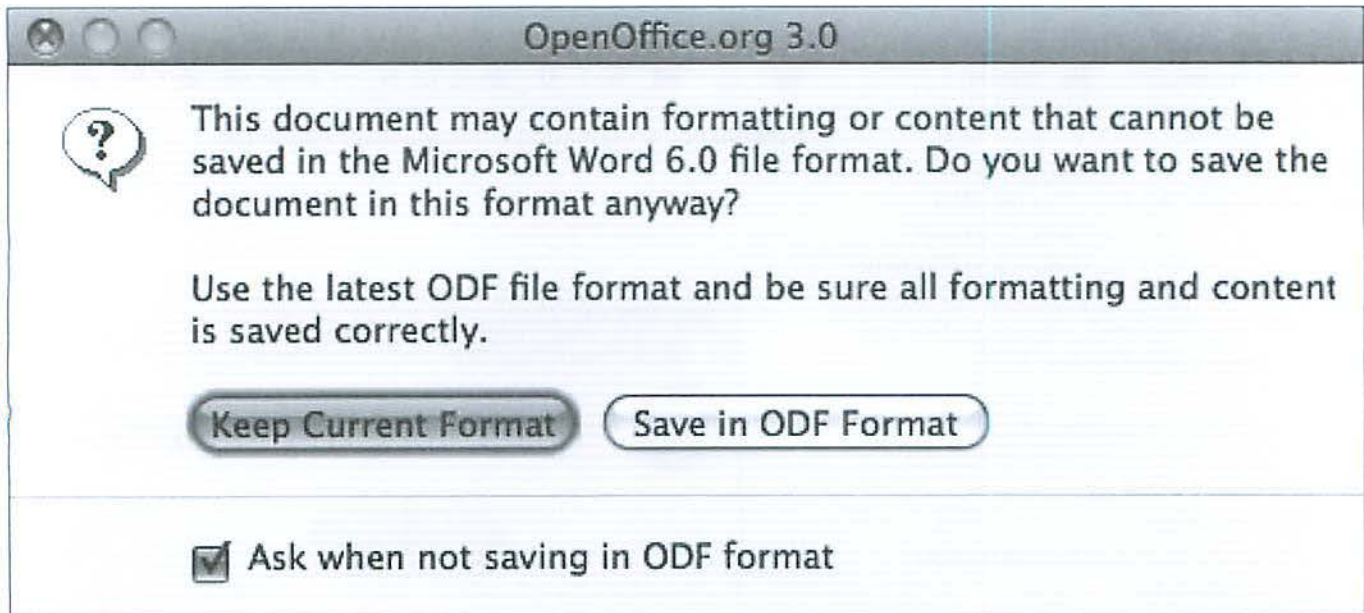 OpenOffice.org 3.0
This document may contain formatting or content that cannot be
saved in the Microsoft Word 6.0 file format. Do you want to save the
document in this format anyway?
Use the latest ODF file format and be sure all formatting and content
is saved correctly.
Keep Current Format
Save in ODF Format
Ask when not saving in ODF format